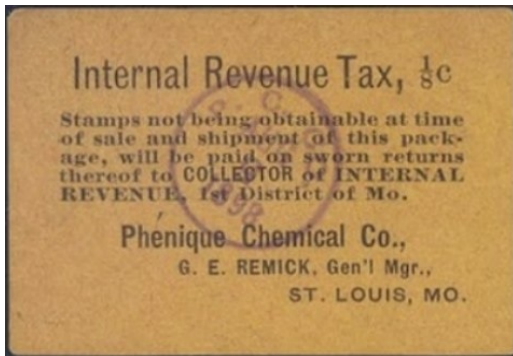 Internal Revenue Tax, ⅛c
Stamps not being obtainable at time
of sale and shipment of this pack-
age, will be paid on sworn returns
thereof to COLLECTOR of INTERNAL
REVENUE, 1st District of Mo.
Phénique Chemical Co.,
G. E. REMICK, Gen'l Mgr.,
ST. LOUIS, MO.
1898